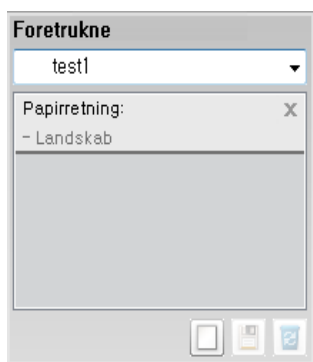 Foretrukne
test1
Papirretning:
X
- Landskab